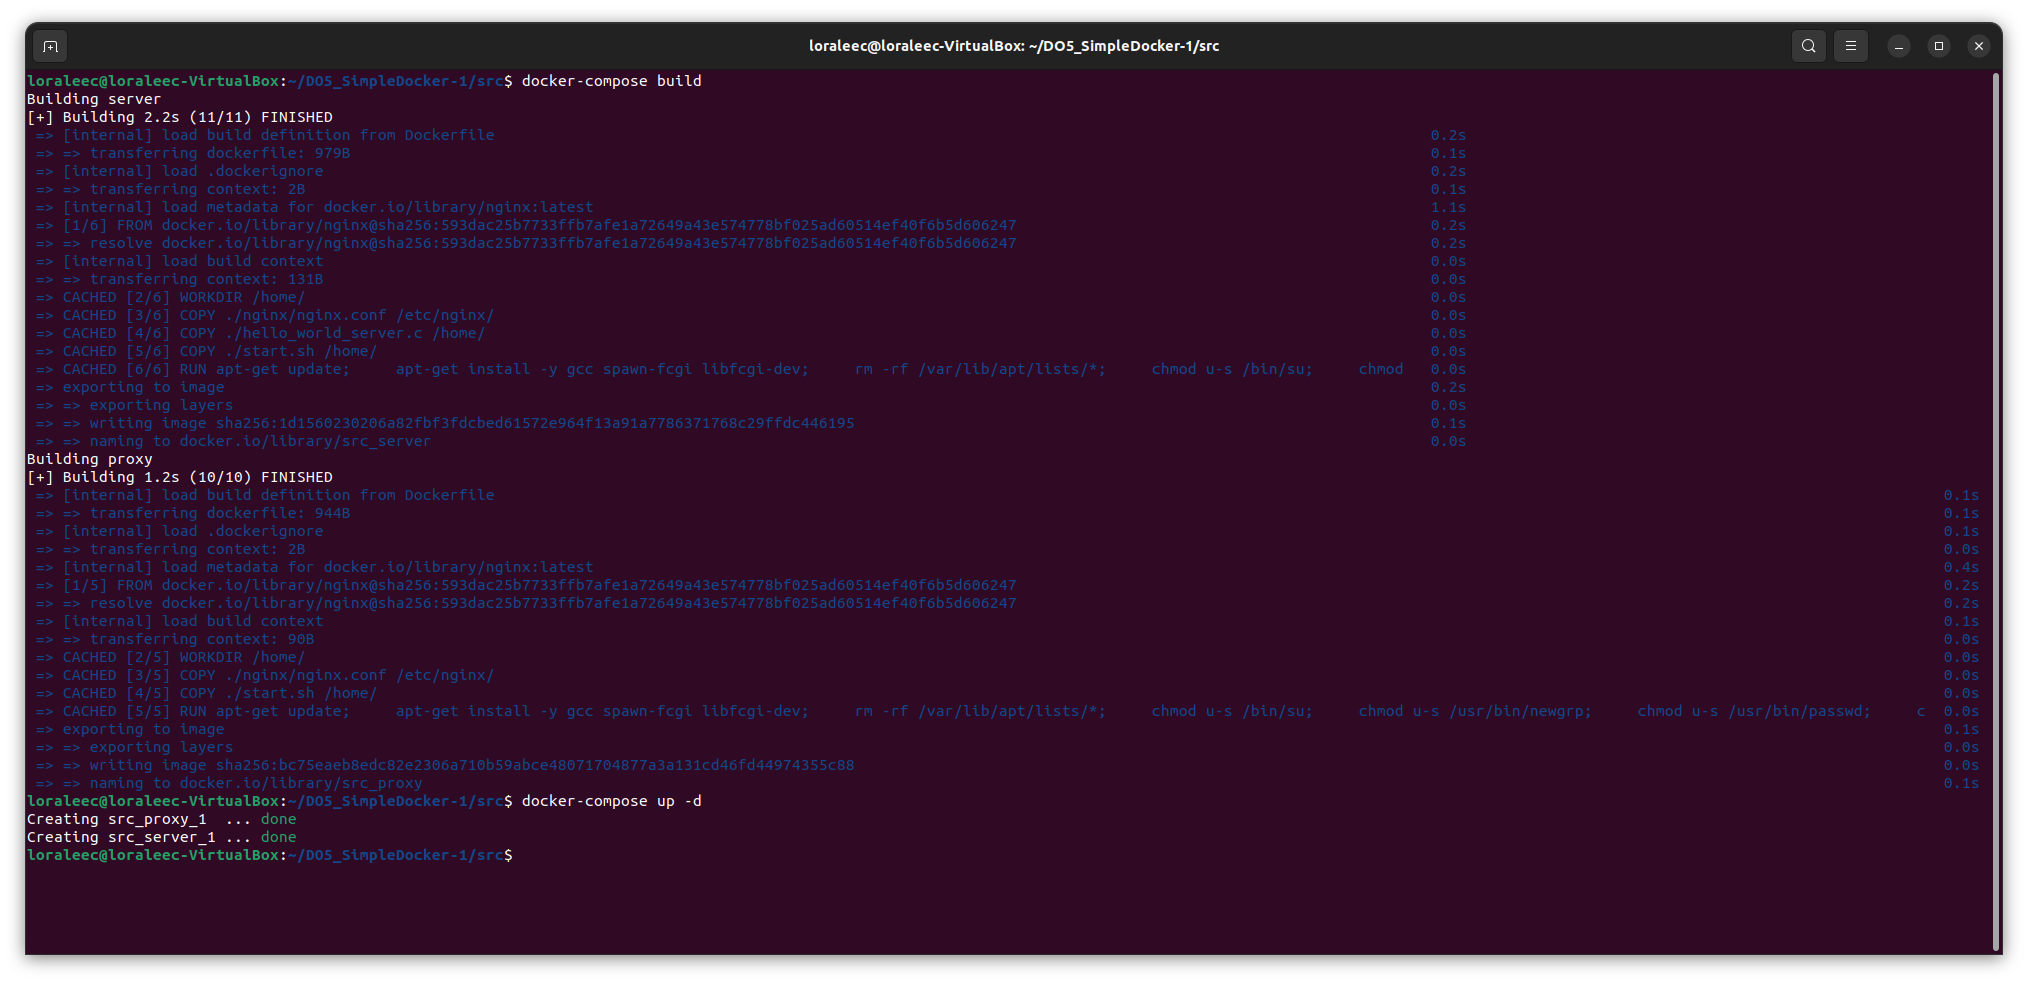 loraleec@loraleec-VirtualBox: ~/DO5_SimpleDocker-1/src
loraleec@loraleec-VirtualBox:~/DO5_SimpleDocker-1/src$ docker-compose build
Building server
[+] Building 2.2s (11/11) FINISHED
=> [internal] load build definition from Dockerfile 0.2s
=> => transferring dockerfile: 979B 0.1s
=> [internal] load .dockerignore 0.2s
=> => transferring context: 2B 0.1s
=> [internal] load metadata for docker.io/library/nginx:latest 1.1s
=> [1/6] FROM docker.io/library/nginx@sha256:593dac25b7733ffb7afe1a72649a43e574778bf025ad60514ef40f6b5d606247 0.2s
=> => resolve docker.io/library/nginx@sha256:593dac25b7733ffb7afe1a72649a43e574778bf025ad60514ef40f6b5d606247 0.2s
=> [internal] load build context 0.0s
=> => transferring context: 131B 0.0s
=> CACHED [2/6] WORKDIR /home/ 0.0s
=> CACHED [3/6] COPY ./nginx/nginx.conf /etc/nginx/ 0.0s
=> CACHED [4/6] COPY ./hello_world_server.c /home/ 0.0s
=> CACHED [5/6] COPY ./start.sh /home/ 0.0s
=> CACHED [6/6] RUN apt-get update;     apt-get install -y gcc spawn-fcgi libfcgi-dev;     rm -rf /var/lib/apt/lists/*;     chmod u-s /bin/su;     chmod 0.0s
=> exporting to image 0.2s
=> => exporting layers 0.0s
=> => writing image sha256:1d1560230206a82fbf3fdcbed61572e964f13a91a7786371768c29ffdc446195 0.1s
=> => naming to docker.io/library/src_server 0.0s
Building proxy
[+] Building 1.2s (10/10) FINISHED
=> [internal] load build definition from Dockerfile 0.1s
=> => transferring dockerfile: 944B 0.1s
=> [internal] load .dockerignore 0.1s
=> => transferring context: 2B 0.0s
=> [internal] load metadata for docker.io/library/nginx:latest 0.4s
=> [1/5] FROM docker.io/library/nginx@sha256:593dac25b7733ffb7afe1a72649a43e574778bf025ad60514ef40f6b5d606247 0.2s
=> => resolve docker.io/library/nginx@sha256:593dac25b7733ffb7afe1a72649a43e574778bf025ad60514ef40f6b5d606247 0.2s
=> [internal] load build context 0.1s
=> => transferring context: 90B 0.0s
=> CACHED [2/5] WORKDIR /home/ 0.0s
=> CACHED [3/5] COPY ./nginx/nginx.conf /etc/nginx/ 0.0s
=> CACHED [4/5] COPY ./start.sh /home/ 0.0s
=> CACHED [5/5] RUN apt-get update;     apt-get install -y gcc spawn-fcgi libfcgi-dev;     rm -rf /var/lib/apt/lists/*;     chmod u-s /bin/su;     chmod u-s /usr/bin/newgrp;     chmod u-s /usr/bin/passwd;     c 0.0s
=> exporting to image 0.1s
=> => exporting layers 0.0s
=> => writing image sha256:bc75eaeb8edc82e2306a710b59abce48071704877a3a131cd46fd44974355c88 0.0s
=> => naming to docker.io/library/src_proxy 0.1s
loraleec@loraleec-VirtualBox:~/DO5_SimpleDocker-1/src$ docker-compose up -d
Creating src_proxy_1  ... done
Creating src_server_1 ... done
loraleec@loraleec-VirtualBox:~/DO5_SimpleDocker-1/src$